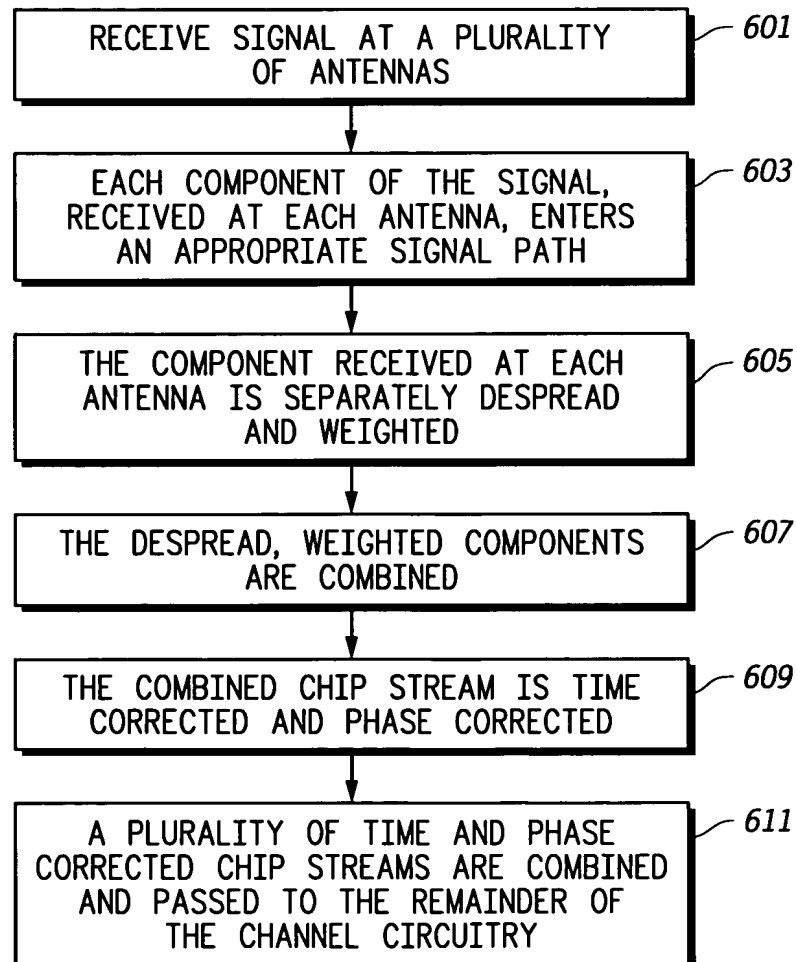 RECEIVE SIGNAL AT A PLURALITY
OF ANTENNAS
601
EACH COMPONENT OF THE SIGNAL,
RECEIVED AT EACH ANTENNA, ENTERS
AN APPROPRIATE SIGNAL PATH
603
THE COMPONENT RECEIVED AT EACH
ANTENNA IS SEPARATELY DESPREAD
AND WEIGHTED
605
THE DESPREAD, WEIGHTED COMPONENTS
ARE COMBINED
607
THE COMBINED CHIP STREAM IS TIME
CORRECTED AND PHASE CORRECTED
609
A PLURALITY OF TIME AND PHASE
CORRECTED CHIP STREAMS ARE COMBINED
AND PASSED TO THE REMAINDER OF
THE CHANNEL CIRCUITRY
611